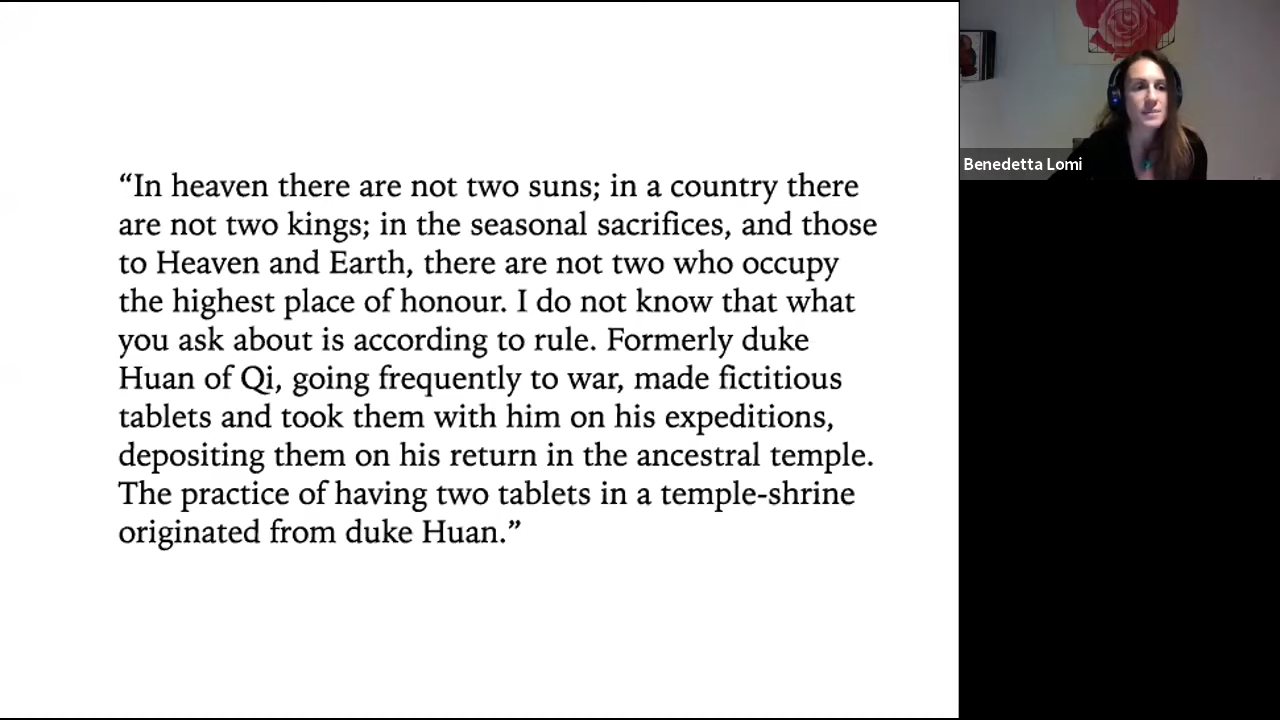 “In heaven there are not two suns; in a country there
are not two kings; in the seasonal sacrifices, and those
to Heaven and Earth, there are not two who occupy
the highest place of honour. I do not know that what
you ask about is according to rule. Formerly duke
Huan of Qi, going frequently to war, made fictitious
tablets and took them with him on his expeditions,
depositing them on his return in the ancestral temple.
The practice of having two tablets in a temple-shrine
originated from duke Huan.”
Benedetta Lomi